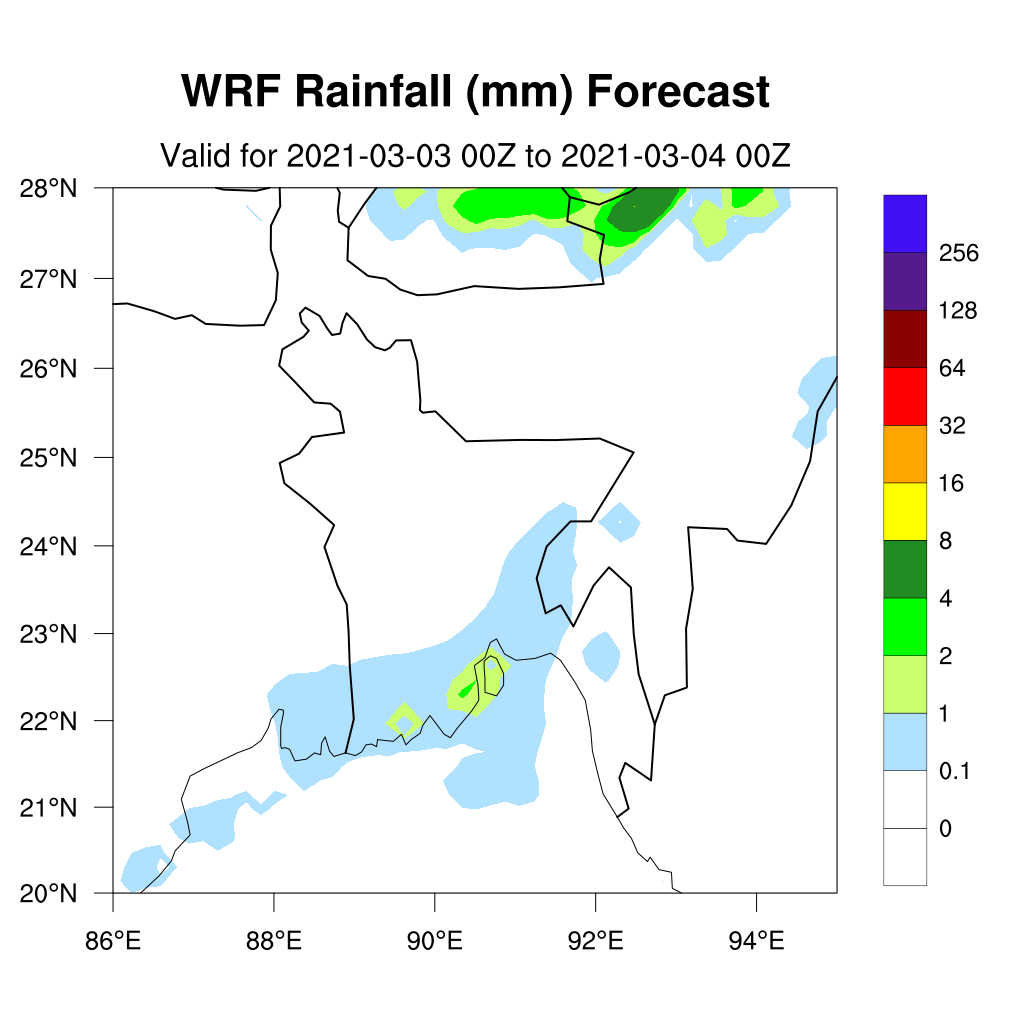 WRF Rainfall (mm) Forecast
Valid for 2021-03-03 00Z to 2021-03-04 00Z
28°N
27°N
26°N
25°N
24°N
23°N
22°N
21°N
20°N
86°E
88°E
90°E
92°E
94°E
256
128
64
32
16
8
4
2
1
0.1
0